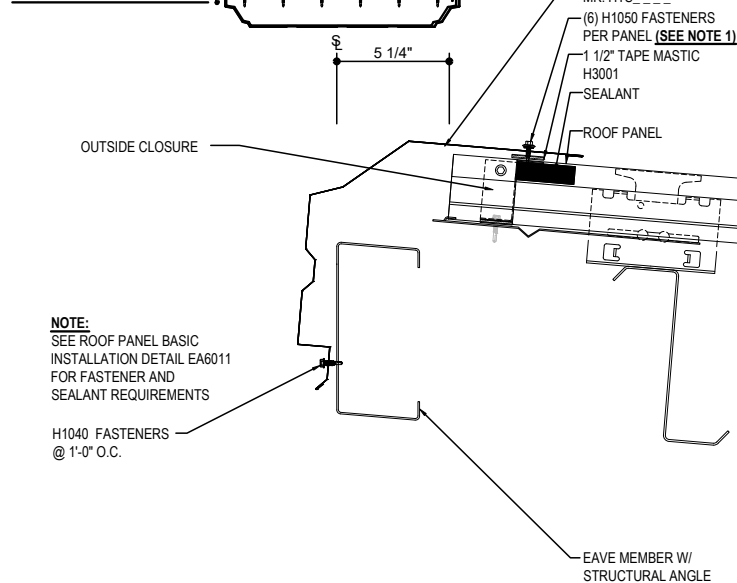 (6) H1050 FASTENERS
PER PANEL (SEE NOTE 1)
1 1/2" TAPE MASTIC
H3001
SEALANT
ROOF PANEL
5 1/4"
OUTSIDE CLOSURE
NOTE:
SEE ROOF PANEL BASIC
INSTALLATION DETAIL EA6011
FOR FASTENER AND
SEALANT REQUIREMENTS
H1040 FASTENERS
@ 1'-0" O.C.
EAVE MEMBER W/
STRUCTURAL ANGLE